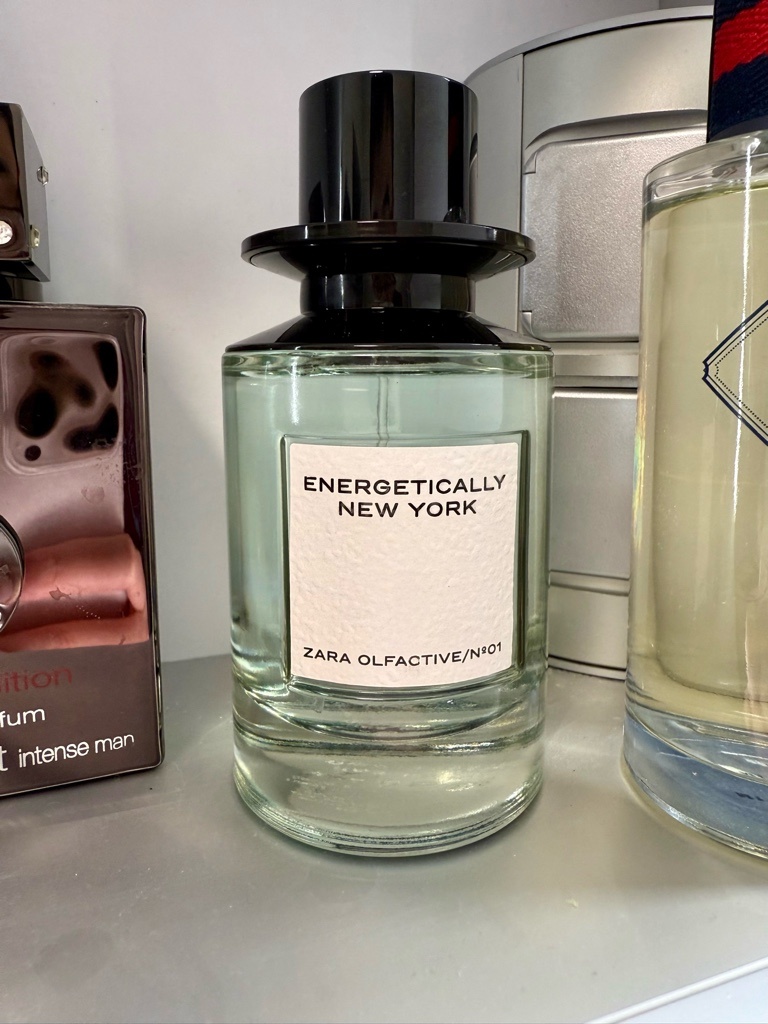 ENERGETICALLY
NEW YORK
ZARA OLFACTIVE/Nº01
ition
fum
t intense man